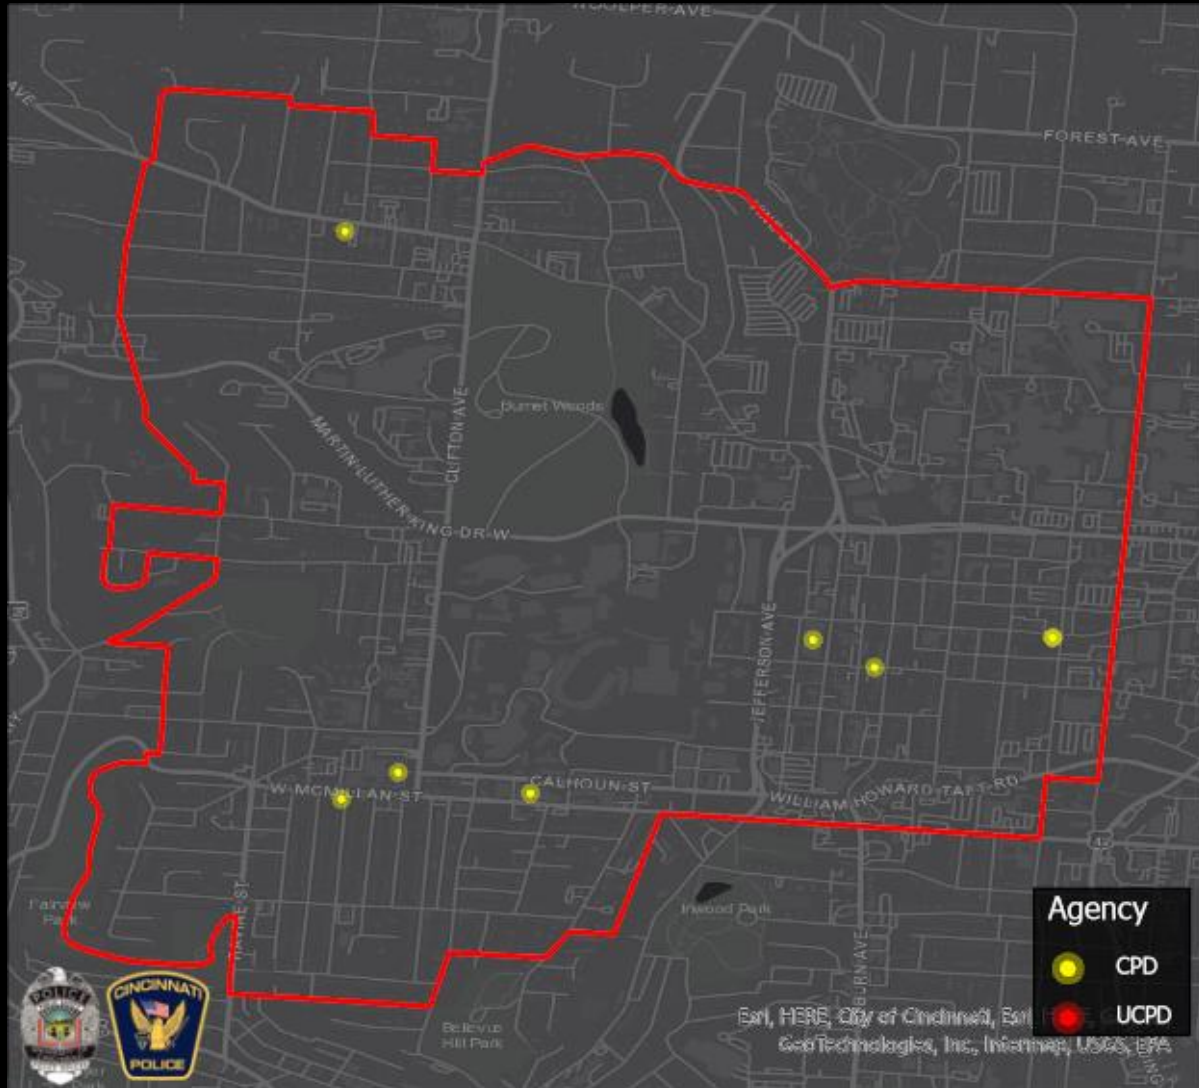 WOOLPER-AVE
AVE
FOREST-AVE
Burnet Woods
CLIFTON-AVE
MARTIN-LUTHER-KING-DR-W
JEFFERSON-AVE
CALHOUN-ST
W-MCMILLAN-ST
WILLIAM-HOWARD-TAFT-RD
42
Fairview
Park
RAVINE-ST
Inwood Park
BURN-AVE
Bellevue
Hill Park
Agency
CPD
UCPD
POLICE
CINCINNATI
POLICE
Esri, HERE, City of Cincinnati, Esri
GeoTechnologies, Inc., Intermap, USGS, EPA